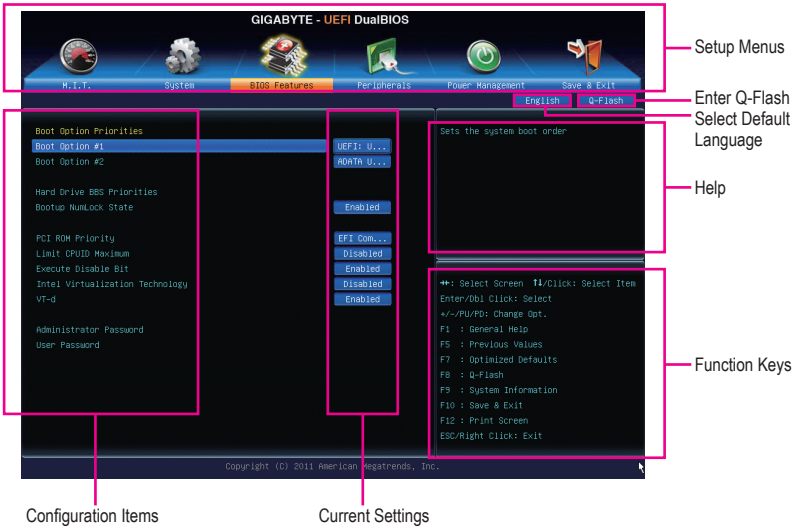 GIGABYTE - UEFI DualBIOS
M.I.T. System BIOS Features Peripherals Power Management Save & Exit
English Q-Flash
Setup Menus
Enter Q-Flash
Select Default
Language
Help
Function Keys
Boot Option Priorities
Boot Option #1 UEFI: U...
Boot Option #2 ADATA U...
Hard Drive BBS Priorities
Bootup NumLock State Enabled
PCI ROM Priority EFI Com...
Limit CPUID Maximum Disabled
Execute Disable Bit Enabled
Intel Virtualization Technology Disabled
VT-d Enabled
Administrator Password
User Password
Sets the system boot order
↔: Select Screen ↑↓/Click: Select Item
Enter/Dbl Click: Select
+/-/PU/PD: Change Opt.
F1 : General Help
F5 : Previous Values
F7 : Optimized Defaults
F8 : Q-Flash
F9 : System Information
F10 : Save & Exit
F12 : Print Screen
ESC/Right Click: Exit
Copyright (C) 2011 American Megatrends, Inc.
Configuration Items
Current Settings